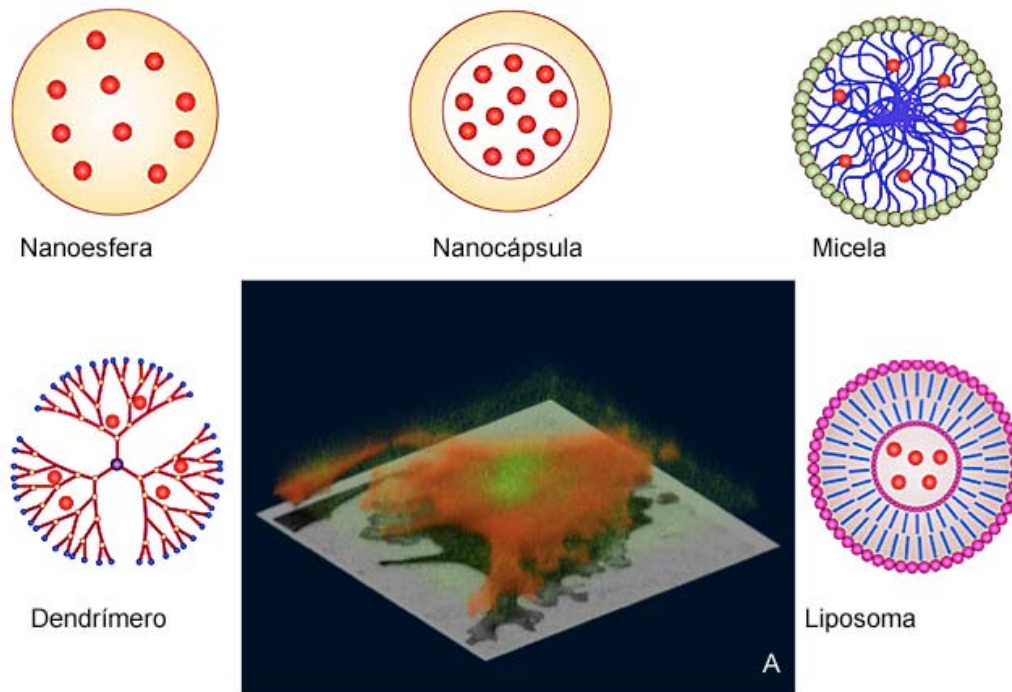 Nanoesfera
Nanocápsula
Micela
Dendrímero
A
Liposoma